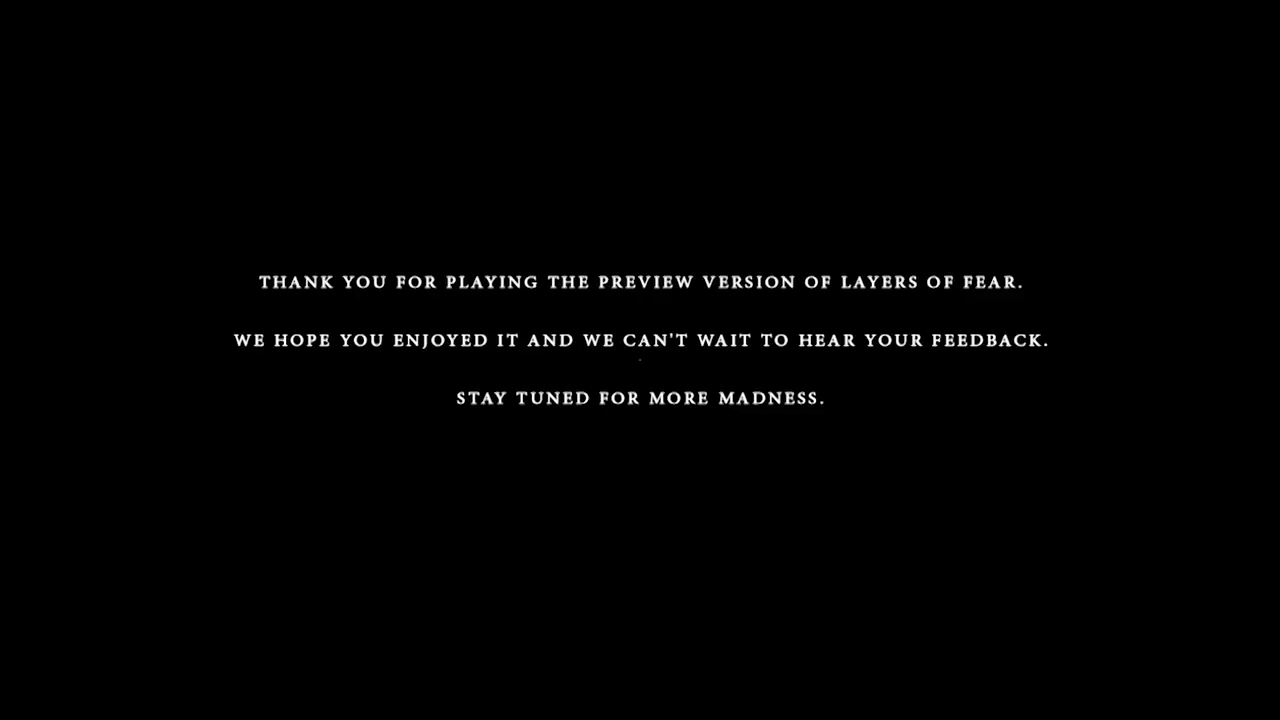 THANK YOU FOR PLAYING THE PREVIEW VERSION OF LAYERS OF FEAR.
WE HOPE YOU ENJOYED IT AND WE CAN'T WAIT TO HEAR YOUR FEEDBACK.
STAY TUNED FOR MORE MADNESS.